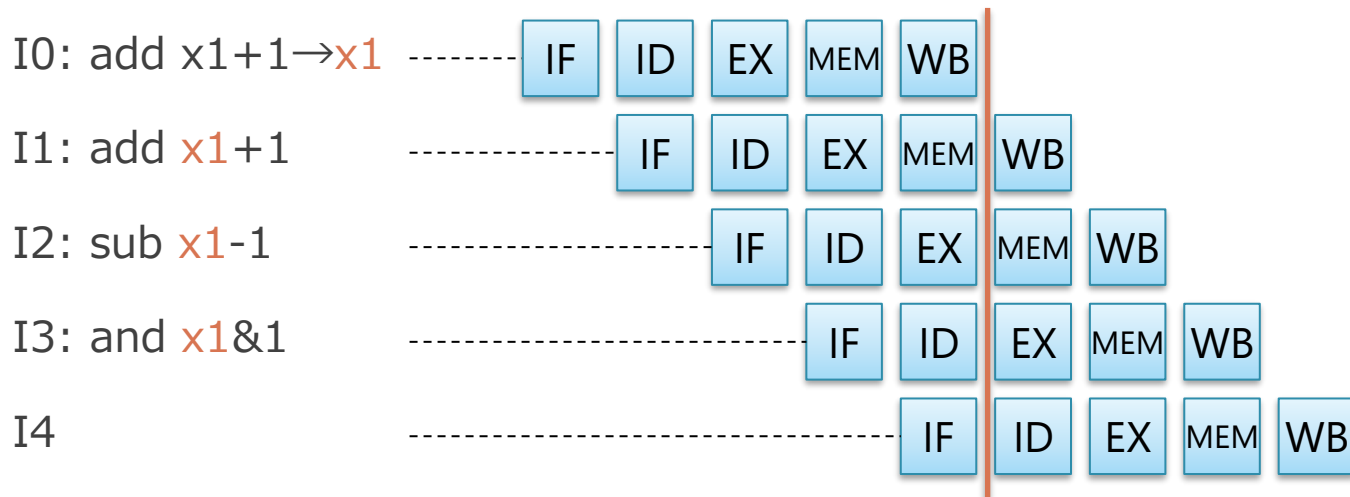 I0: add x1+1→x1 IF ID EX MEM WB
I1: add x1+1 IF ID EX MEM WB
I2: sub x1-1 IF ID EX MEM WB
I3: and x1&1 IF ID EX MEM WB
I4 IF ID EX MEM WB